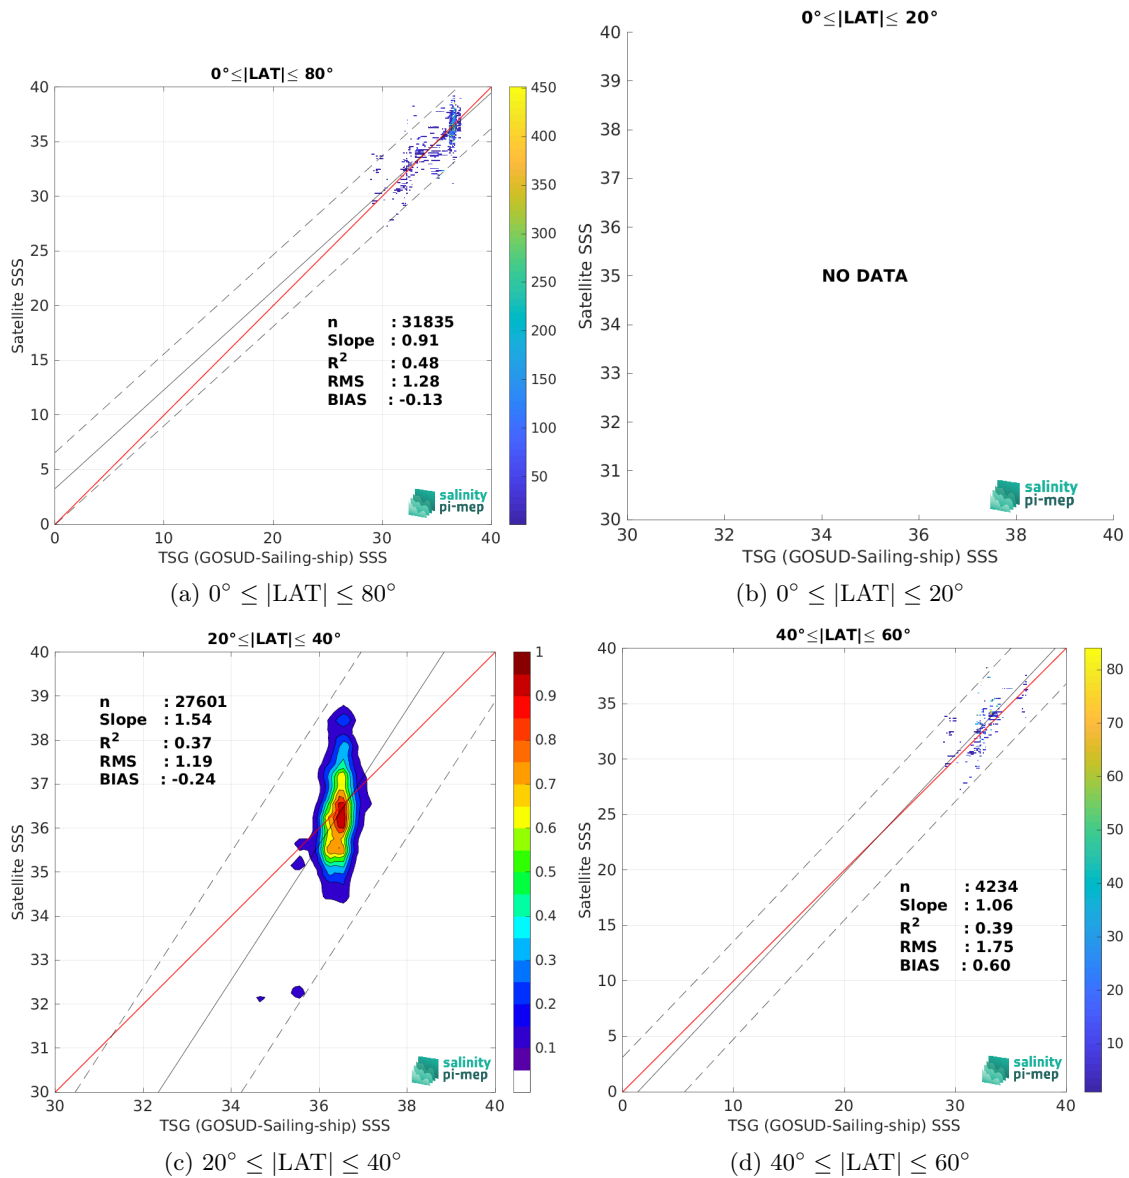 0°≤|LAT|≤ 80°
40
35
30
25
20
15
10
5
0
0
10
20
30
40
Satellite SSS
TSG (GOSUD-Sailing-ship) SSS
n : 31835
Slope : 0.91
R2 : 0.48
RMS : 1.28
BIAS : -0.13
salinity
pi-mep
450
400
350
300
250
200
150
100
50
(a) 0° ≤ |LAT| ≤ 80°
0°≤|LAT|≤ 20°
40
39
38
37
36
35
34
33
32
31
30
30
32
34
36
38
40
Satellite SSS
NO DATA
salinity
pi-mep
TSG (GOSUD-Sailing-ship) SSS
(b) 0° ≤ |LAT| ≤ 20°
20°≤|LAT|≤ 40°
40
39
38
37
36
35
34
33
32
31
30
30
32
34
36
38
40
Satellite SSS
n : 27601
Slope : 1.54
R2 : 0.37
RMS : 1.19
BIAS : -0.24
salinity
pi-mep
TSG (GOSUD-Sailing-ship) SSS
1
0.9
0.8
0.7
0.6
0.5
0.4
0.3
0.2
0.1
(c) 20° ≤ |LAT| ≤ 40°
40°≤|LAT|≤ 60°
40
35
30
25
20
15
10
5
0
0
10
20
30
40
Satellite SSS
n : 4234
Slope : 1.06
R2 : 0.39
RMS : 1.75
BIAS : 0.60
salinity
pi-mep
TSG (GOSUD-Sailing-ship) SSS
80
70
60
50
40
30
20
10
(d) 40° ≤ |LAT| ≤ 60°